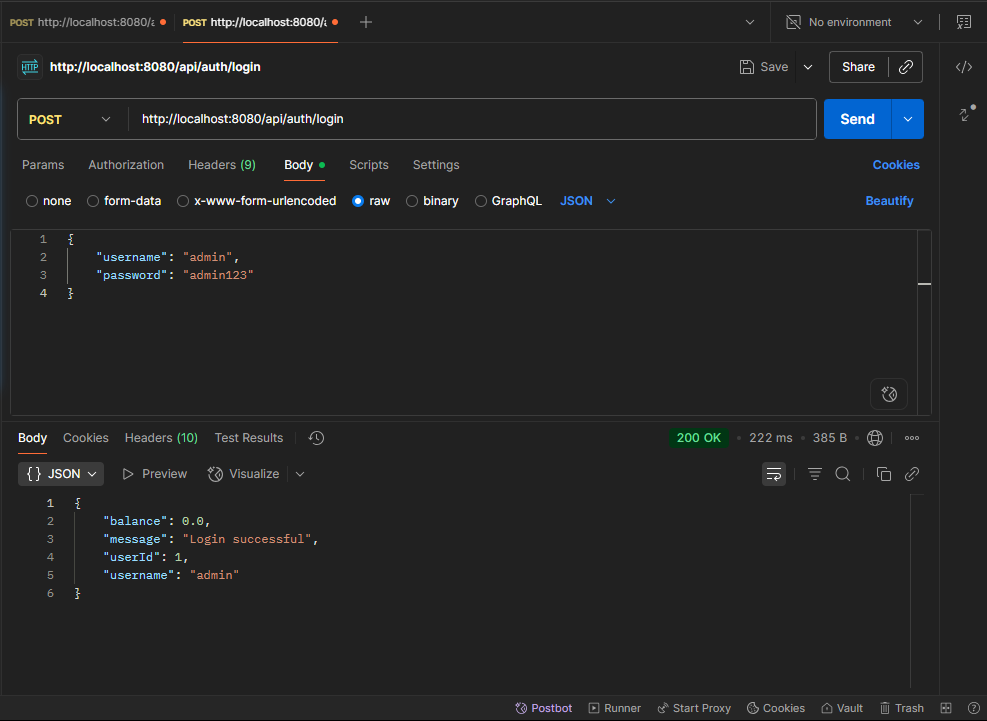 POST http://localhost:8080/a POST http://localhost:8080/a No environment
HTTP http://localhost:8080/api/auth/login Save Share
POST http://localhost:8080/api/auth/login Send
Params Authorization Headers (9) Body Scripts Settings Cookies
none form-data x-www-form-urlencoded raw binary GraphQL JSON Beautify
1 {
2 "username": "admin",
3 "password": "admin123"
4 }
Body Cookies Headers (10) Test Results 200 OK • 222 ms • 385 B
{} JSON Preview Visualize
1 {
2 "balance": 0.0,
3 "message": "Login successful",
4 "userId": 1,
5 "username": "admin"
6 }
Postbot Runner Start Proxy Cookies Vault Trash